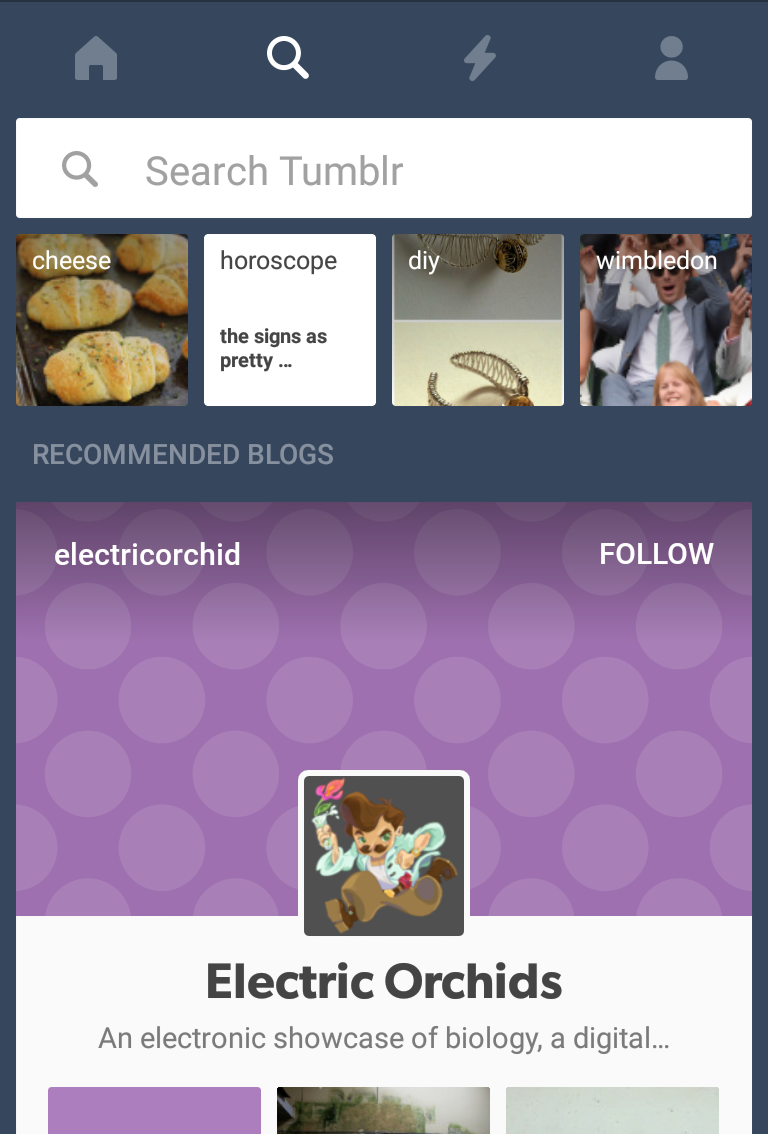 Search Tumblr
cheese
horoscope
diy
wimbledon
the signs as
pretty ...
RECOMMENDED BLOGS
electricorchid
FOLLOW
Electric Orchids
An electronic showcase of biology, a digital...